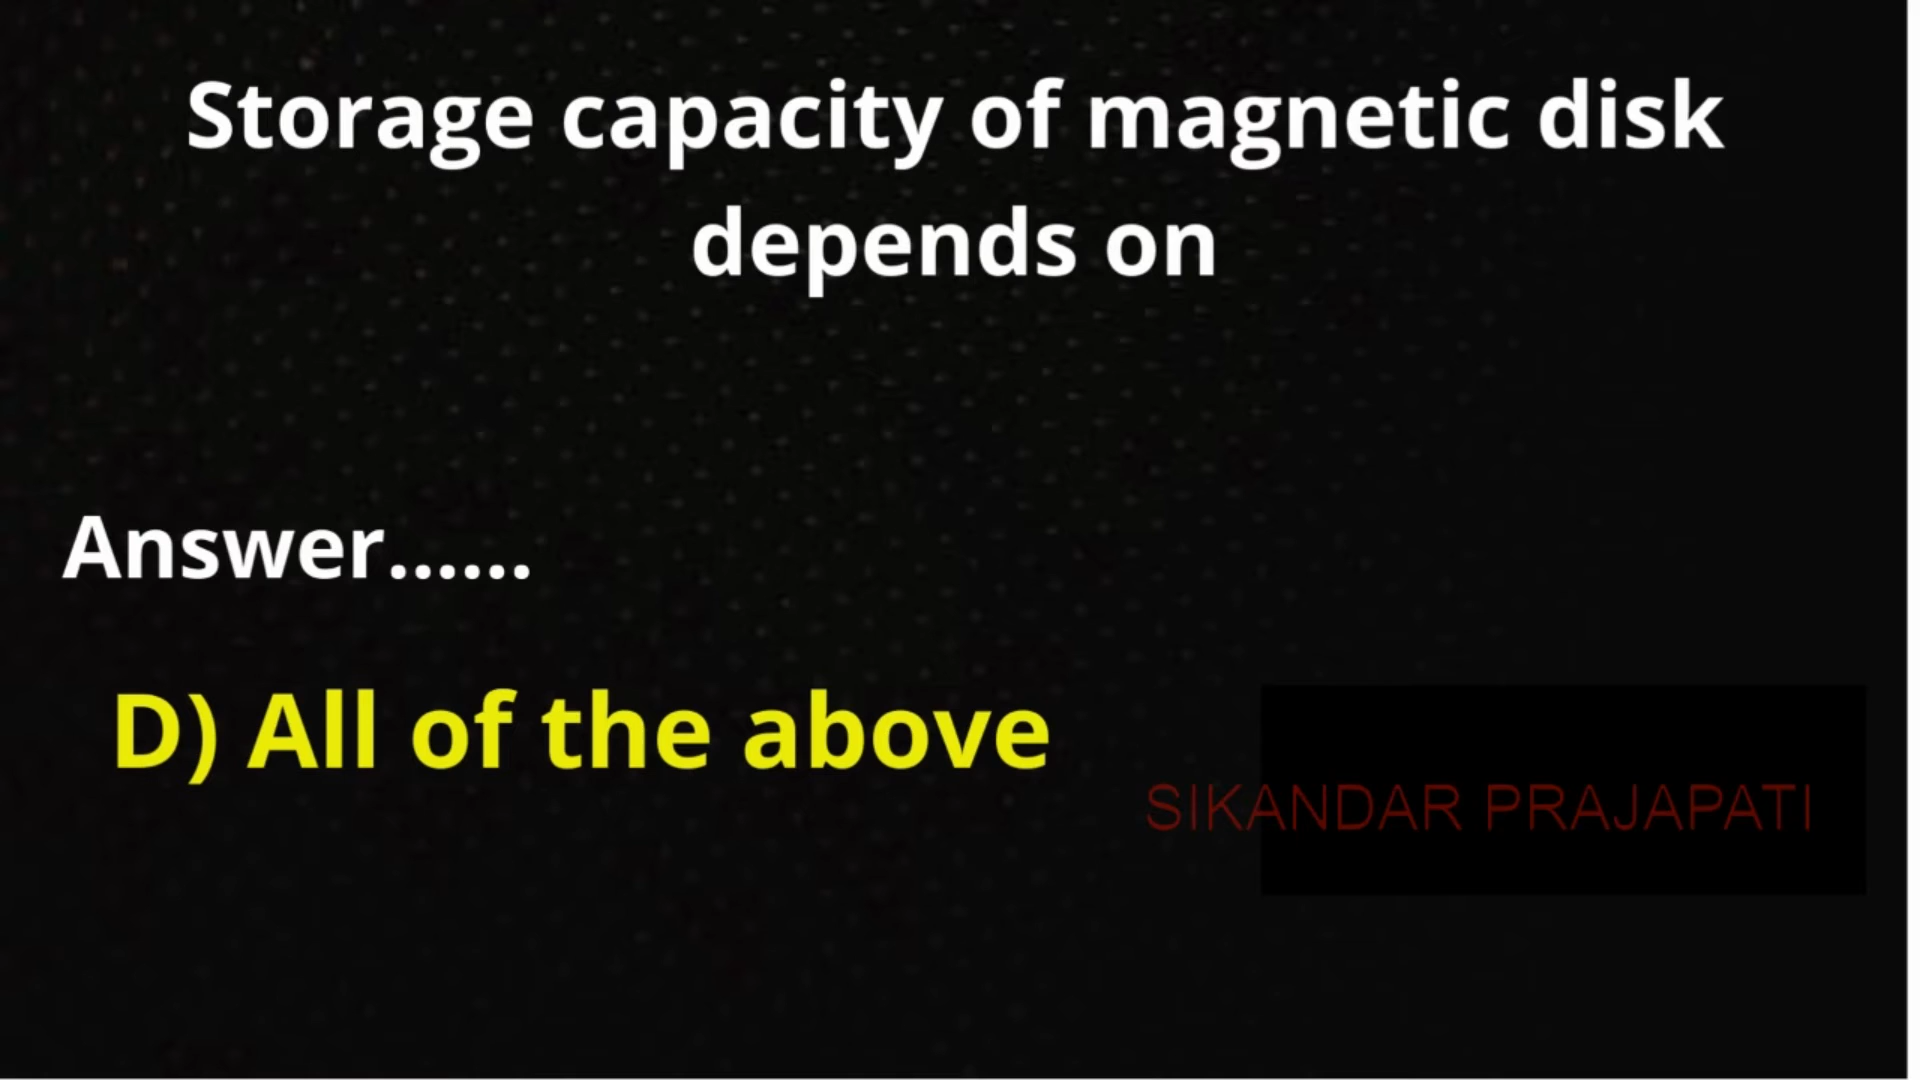 Storage capacity of magnetic disk
depends on
Answer......
D) All of the above
SIKANDAR PRAJAPATI